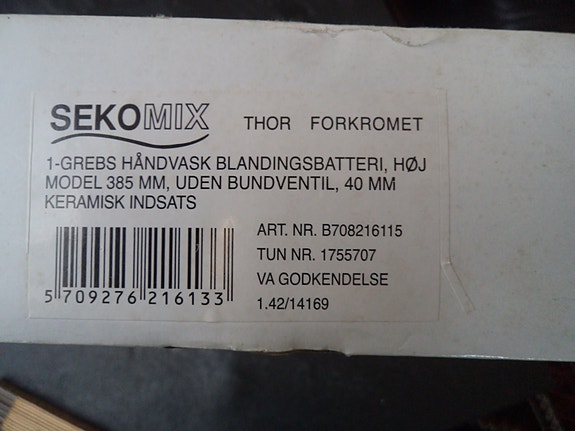 SEKOMIX THOR FORKROMET
1-GREBS HÅNDVASK BLANDINGSBATTERI, HØJ
MODEL 385 MM, UDEN BUNDVENTIL, 40 MM
KERAMISK INDSATS
ART. NR. B708216115
TUN NR. 1755707
VA GODKENDELSE
1.42/14169
5 709276 216133